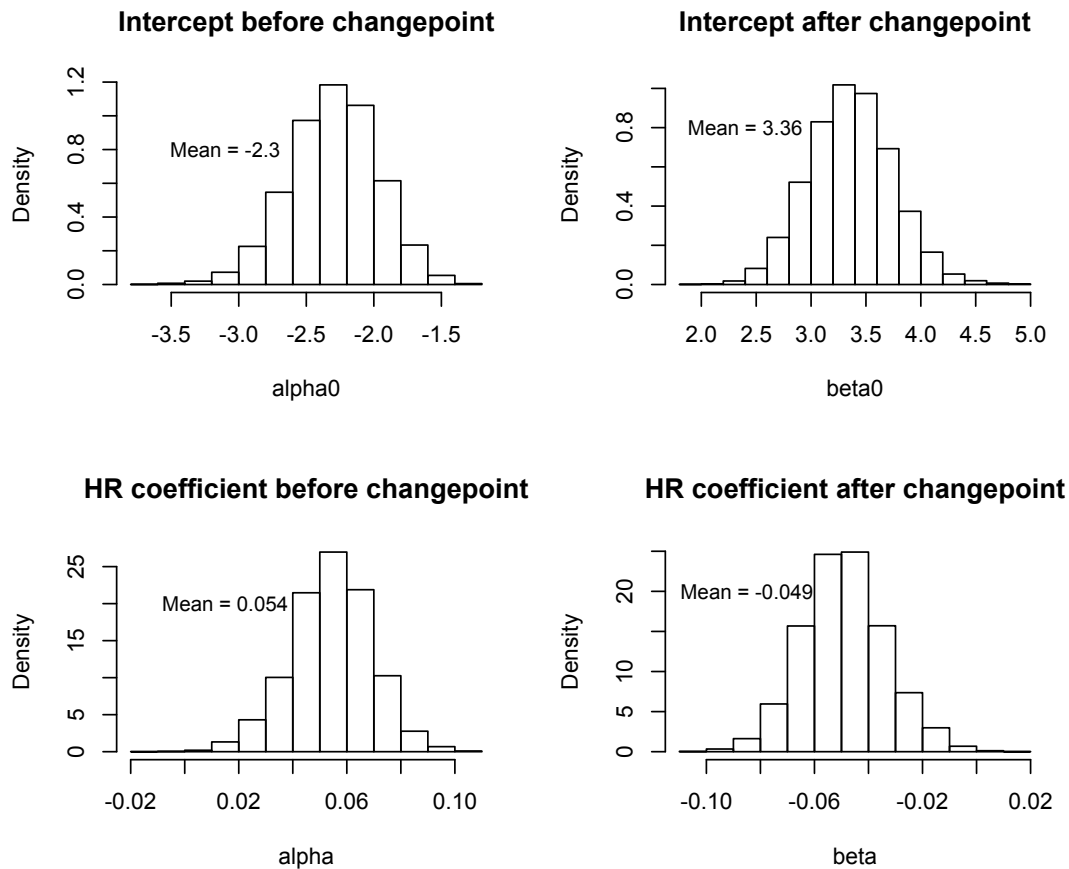 Intercept before changepoint
Density
0.0 0.4 0.8 1.2
Mean = -2.3
-3.5 -3.0 -2.5 -2.0 -1.5
alpha0
Intercept after changepoint
Density
0.0 0.4 0.8
Mean = 3.36
2.0 2.5 3.0 3.5 4.0 4.5 5.0
beta0
HR coefficient before changepoint
Density
0 5 15 25
Mean = 0.054
-0.02 0.02 0.06 0.10
alpha
HR coefficient after changepoint
Density
0 5 10 20
Mean = -0.049
-0.10 -0.06 -0.02 0.02
beta